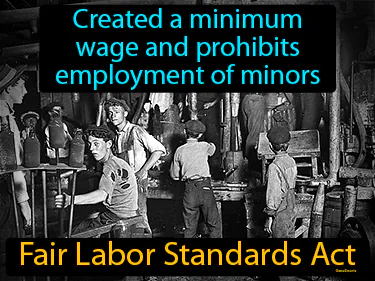 Created a minimum
wage and prohibits
employment of minors
Fair Labor Standards Act